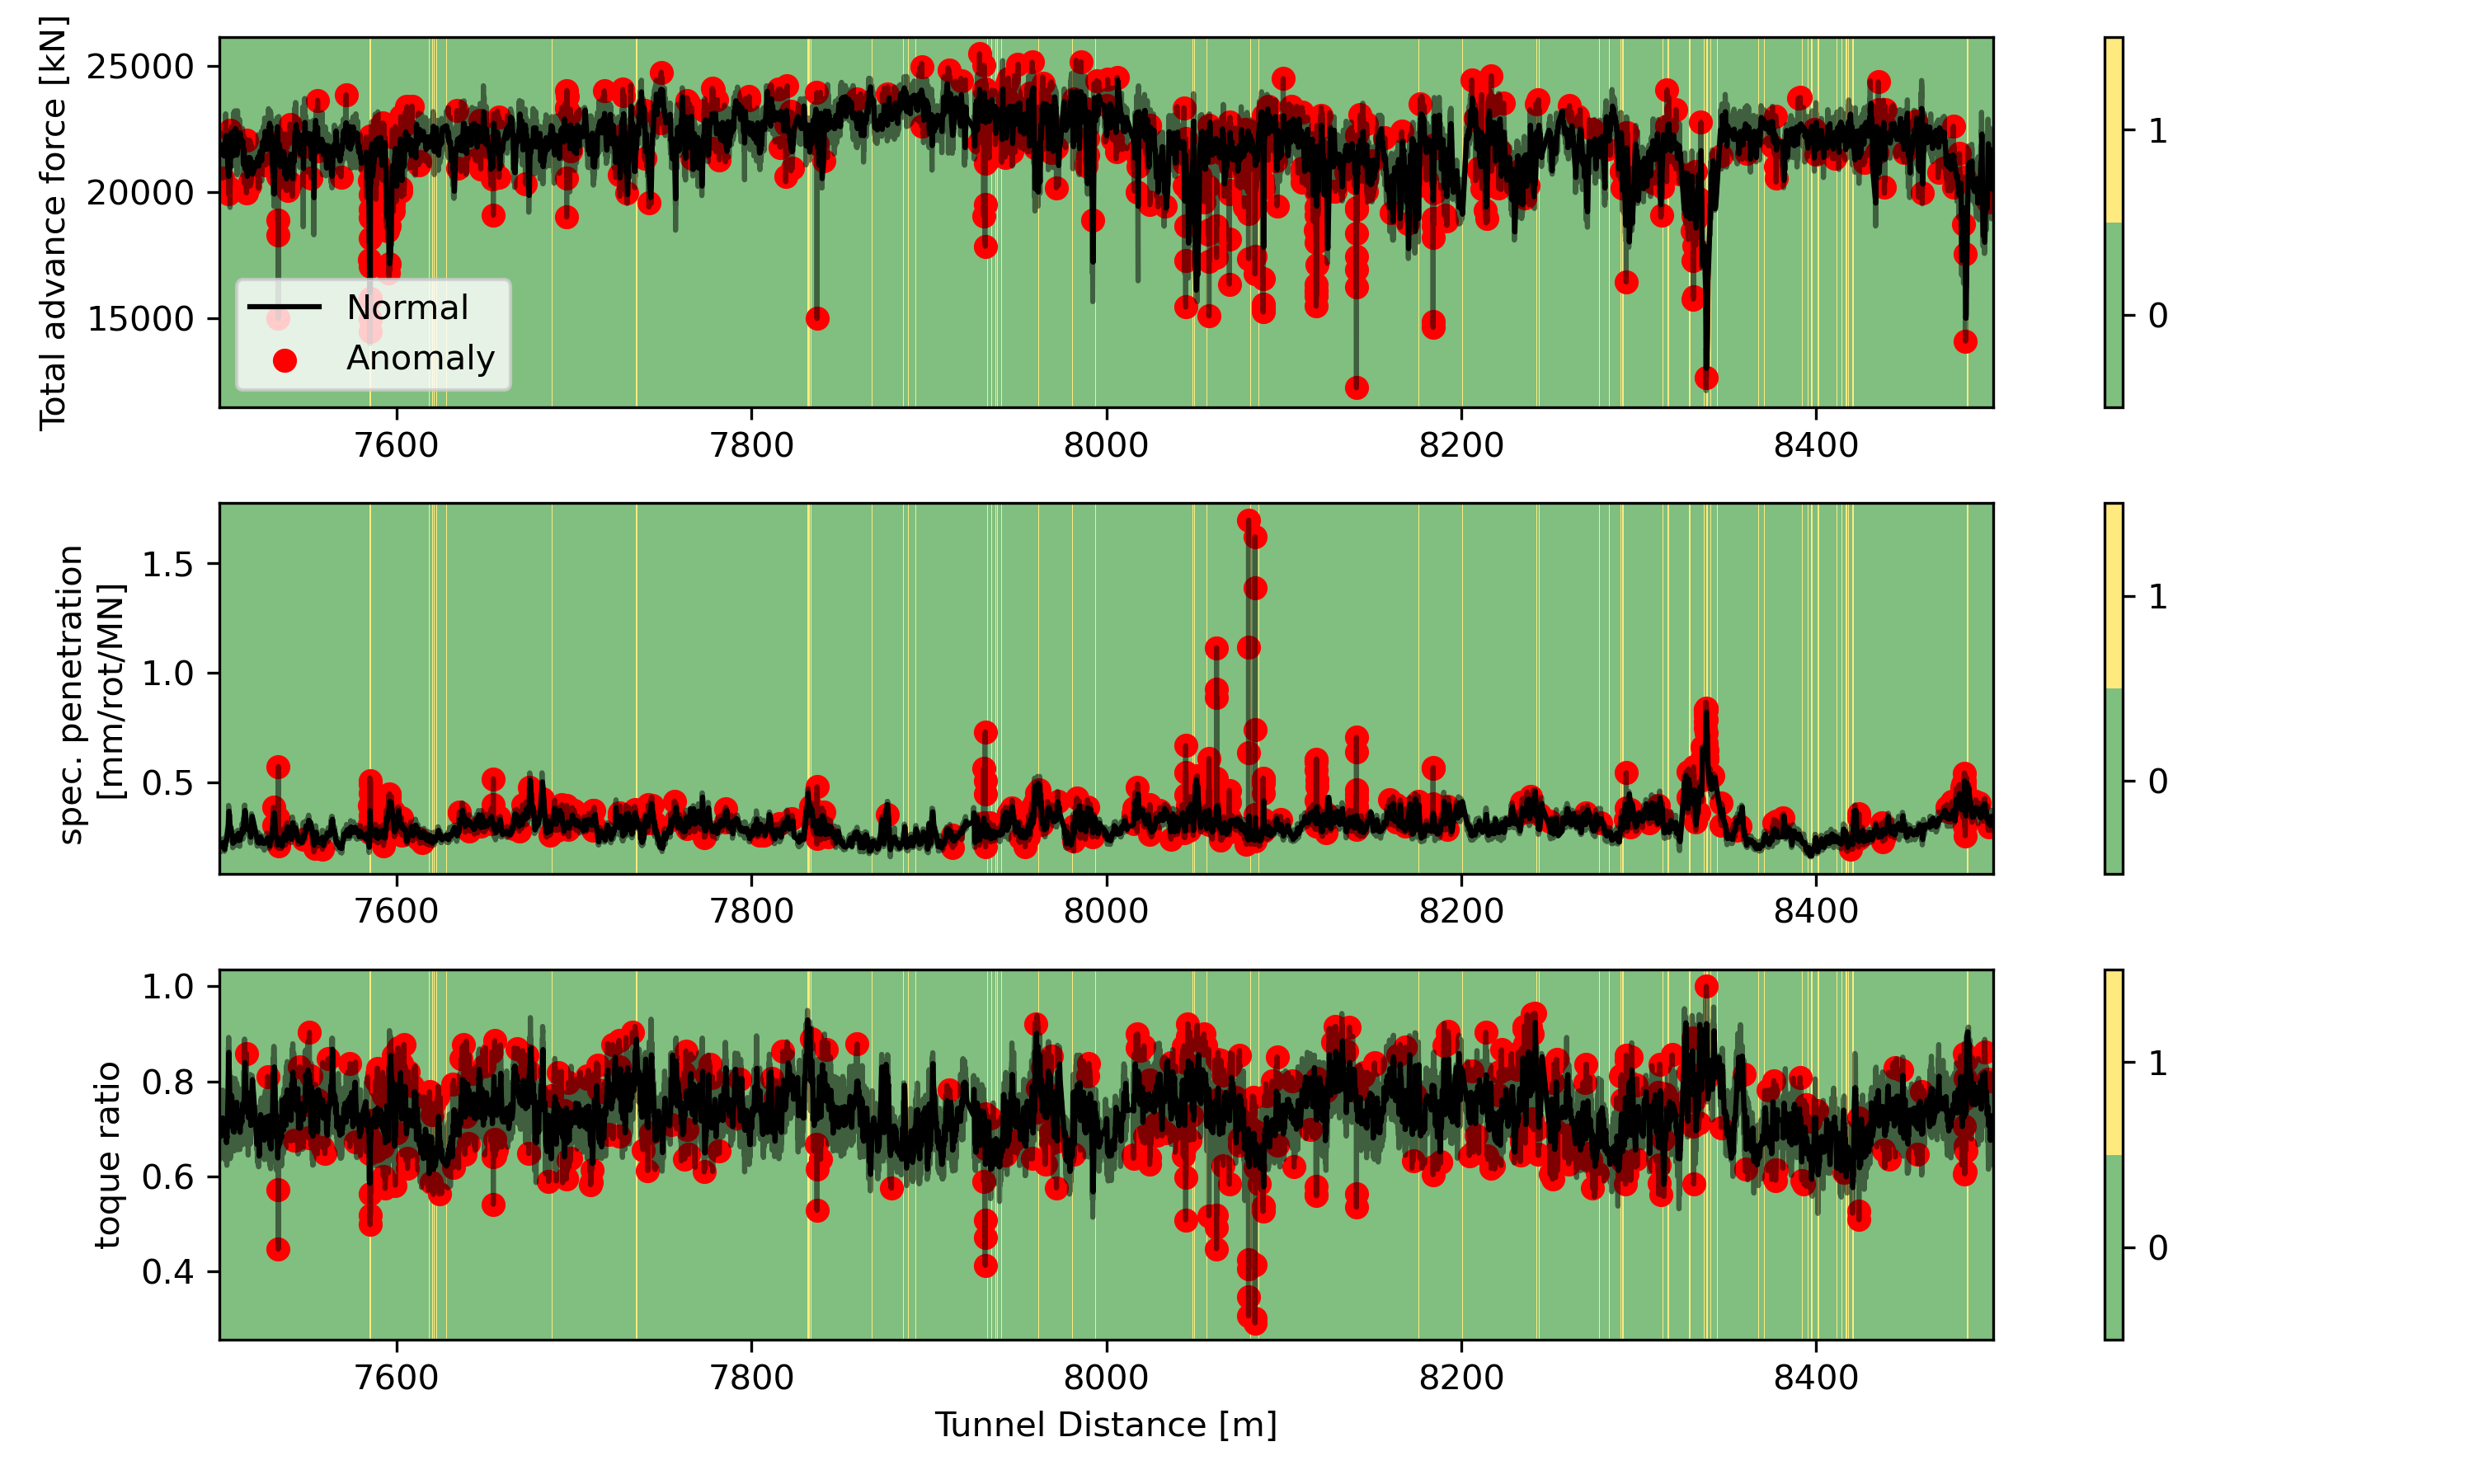 Total advance force [kN]
25000
20000
15000
Normal
Anomaly
7600 7800 8000 8200 8400
1
0
spec. penetration
[mm/rot/MN]
1.5
1.0
0.5
7600 7800 8000 8200 8400
1
0
toque ratio
1.0
0.8
0.6
0.4
7600 7800 8000 8200 8400
Tunnel Distance [m]
1
0